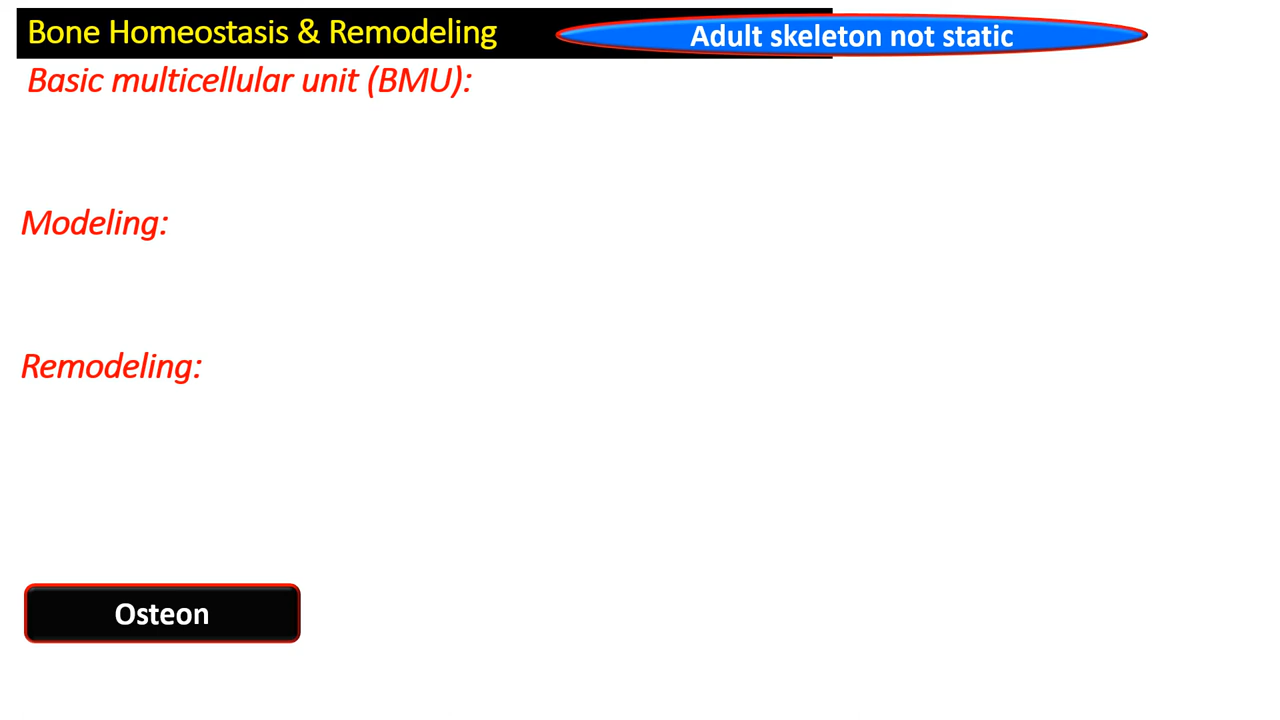 Bone Homeostasis & Remodeling
Adult skeleton not static
Basic multicellular unit (BMU):
Modeling:
Remodeling:
Osteon